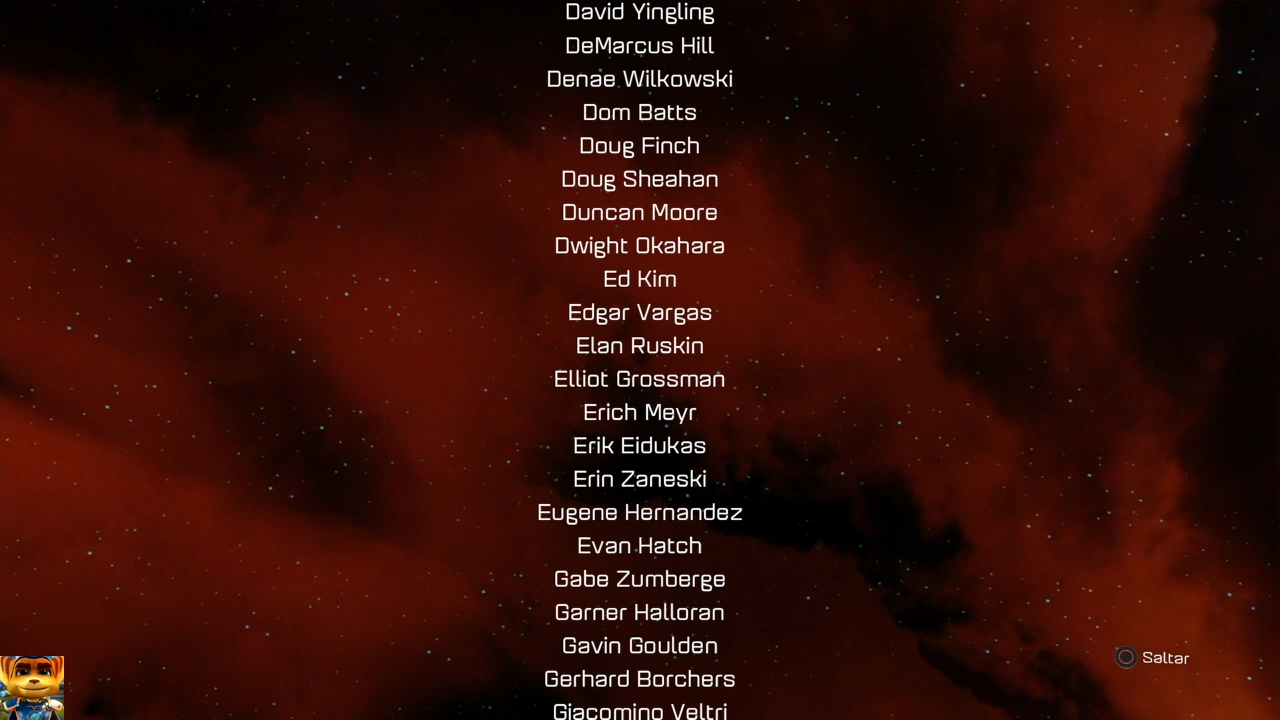 David Yingling
DeMarcus Hill
Denae Wilkowski
Dom Batts
Doug Finch
Doug Sheahan
Duncan Moore
Dwight Okahara
Ed Kim
Edgar Vargas
Elan Ruskin
Elliot Grossman
Erich Meyr
Erik Eidukas
Erin Zaneski
Eugene Hernandez
Evan Hatch
Gabe Zumberge
Garner Halloran
Gavin Goulden
Saltar
Gerhard Borchers
Giacomino Veltri